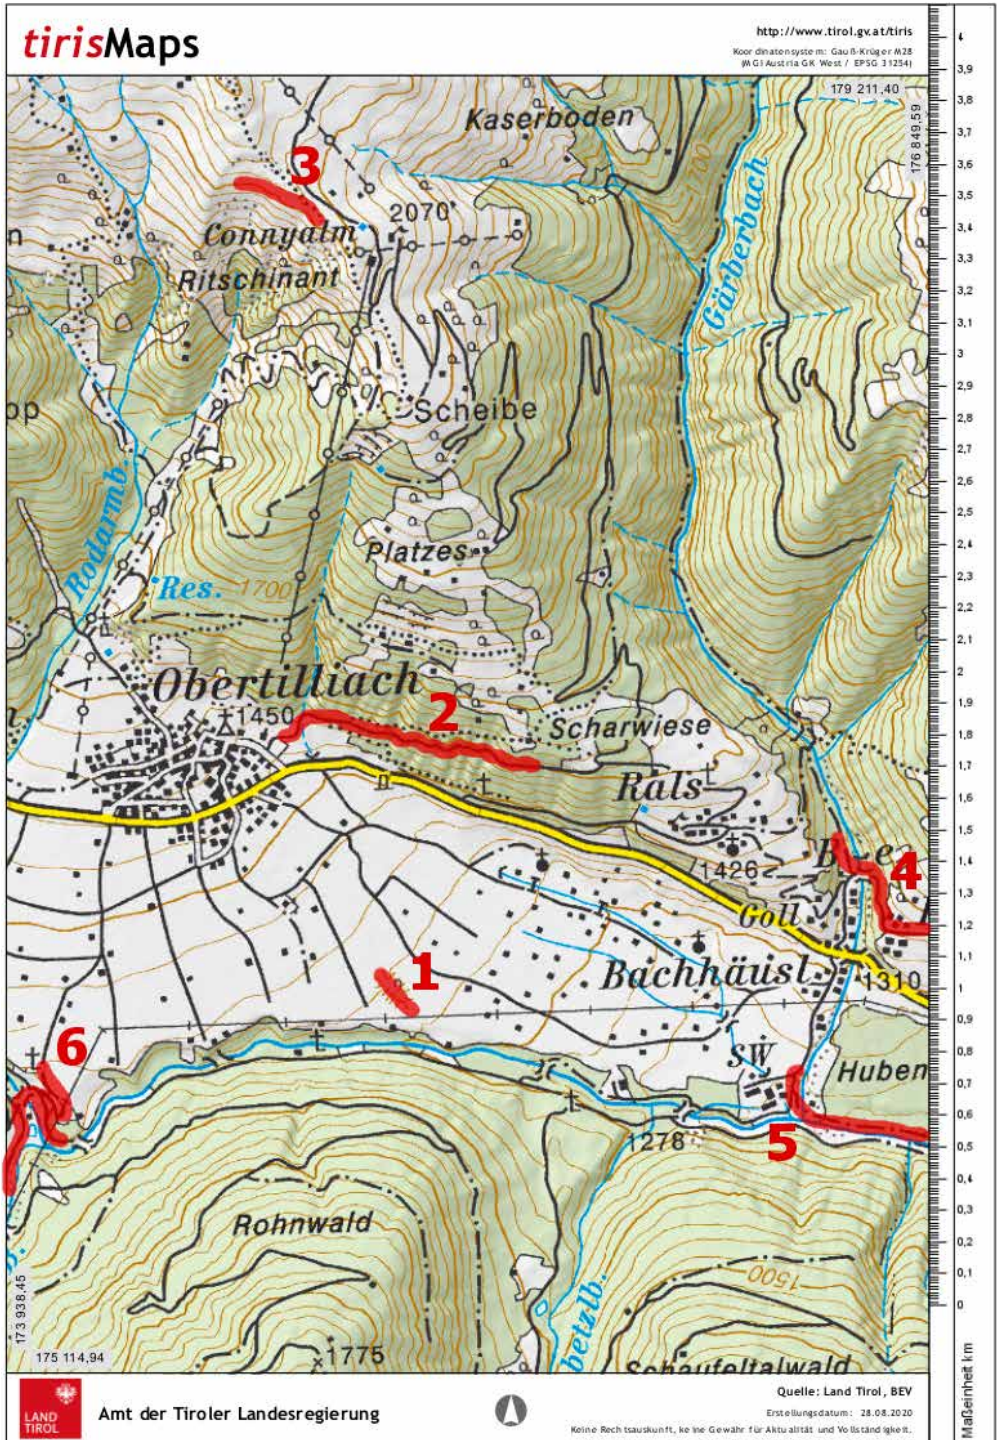 tirisMaps
http://www.tirol.gv.at/tiris
Koordinatensystem: Gauß-Krüger M28
(MGI Austria GK West / EPSG 31254)
179 211,40
176 849,59
Kaserboden
1700
3
2070
Connyalm
Ritschinant
Gärberbach
Scheibe
Rodarmb.
Platzes
Res.
1700
Obertilliach
1450
2
Scharwiese
Rals
1426
4
Goll
1
Bachhäusl
1310
6
SW
Huben
5
1278
Rohnwald
1500
betzlb.
173 938,45
175 114,94
1775
Schaufeltalwald
3,9
3,8
3,7
3,6
3,5
3,4
3,3
3,2
3,1
3
2,9
2,8
2,7
2,6
2,5
2,4
2,3
2,2
2,1
2
1,9
1,8
1,7
1,6
1,5
1,4
1,3
1,2
1,1
1
0,9
0,8
0,7
0,6
0,5
0,4
0,3
0,2
0,1
0
Maßeinheit km
LAND
TIROL
Amt der Tiroler Landesregierung
Quelle: Land Tirol, BEV
Erstellungsdatum: 28.08.2020
Keine Rechtsauskunft, keine Gewähr für Aktualität und Vollständigkeit.